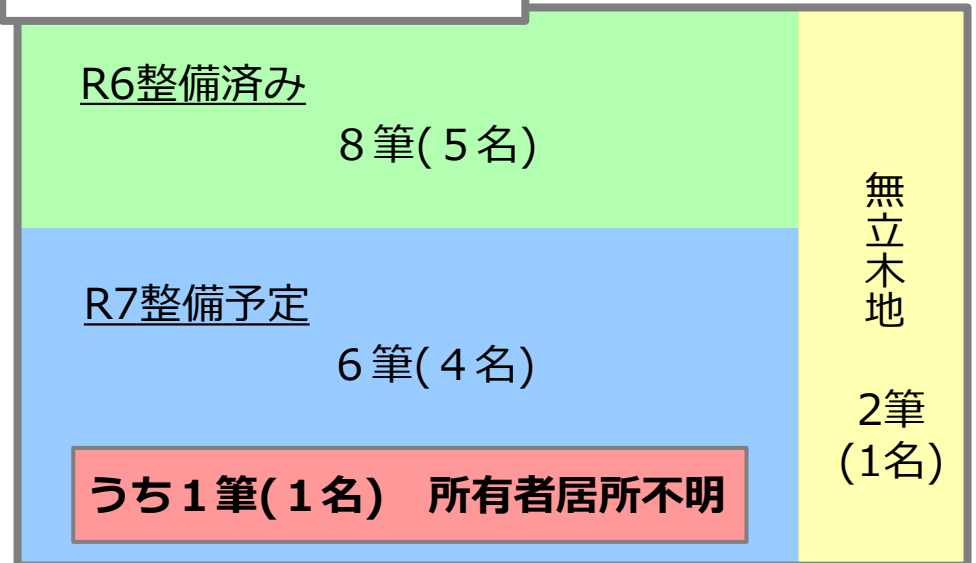 R6整備済み
８筆(５名)
R7整備予定
６筆(４名)
うち１筆(１名)　所有者居所不明
無立木地
2筆
(1名)